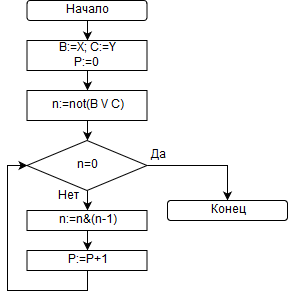 Начало
B:=X; C:=Y
P:=0
n:=not(B \/ C)
n=0
Да
Нет
Конец
n:=n&(n-1)
P:=P+1